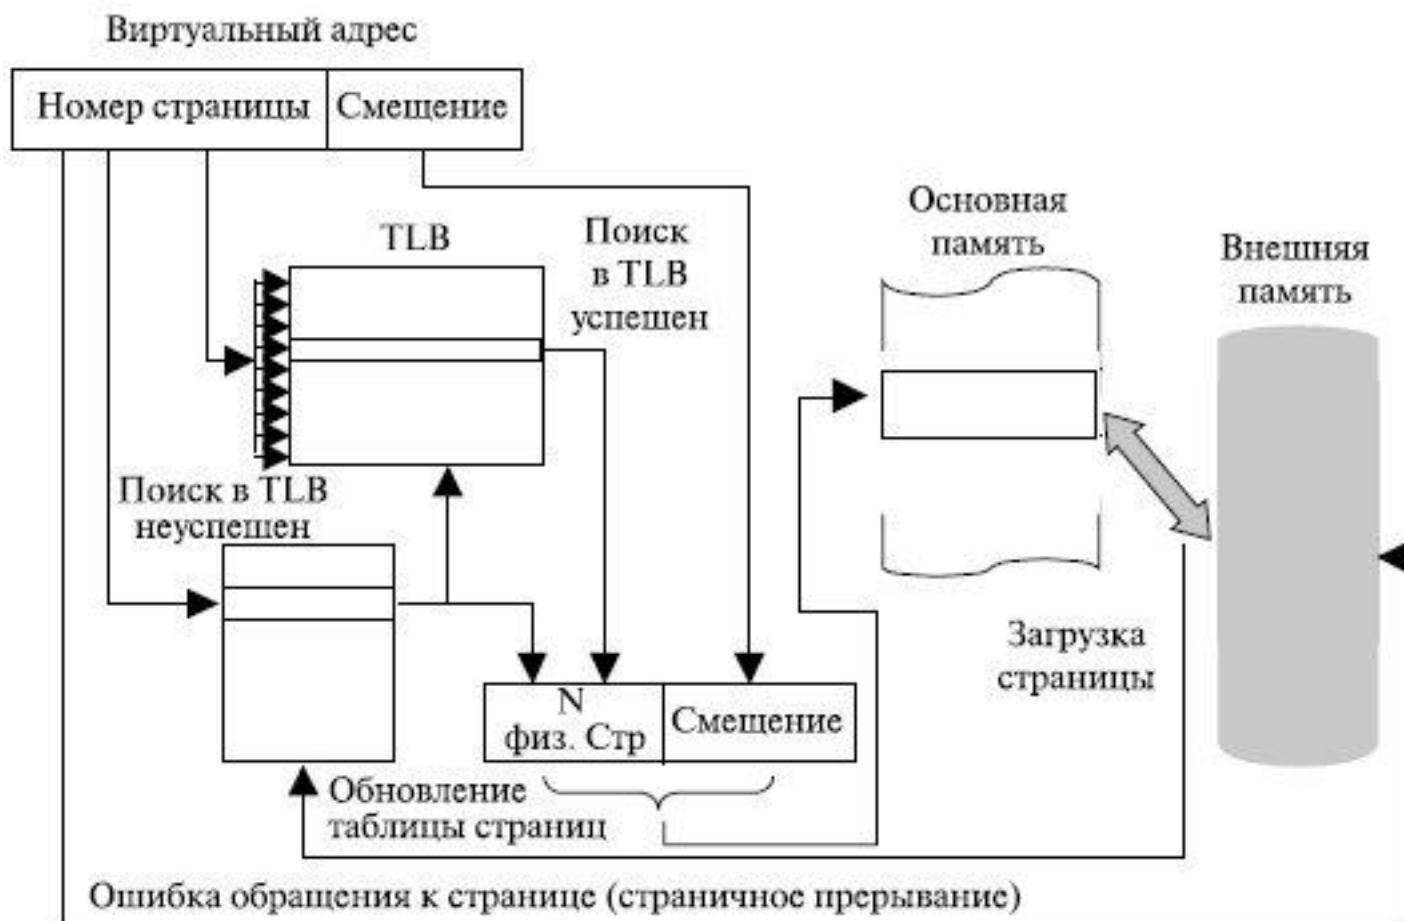 Виртуальный адрес
Номер страницы
Смещение
TLB
Поиск
в TLB
успешен
Основная
память
Внешняя
память
Поиск в TLB
неуспешен
Загрузка
страницы
N
физ. Стр
Смещение
Обновление
таблицы страниц
Ошибка обращения к странице (страничное прерывание)